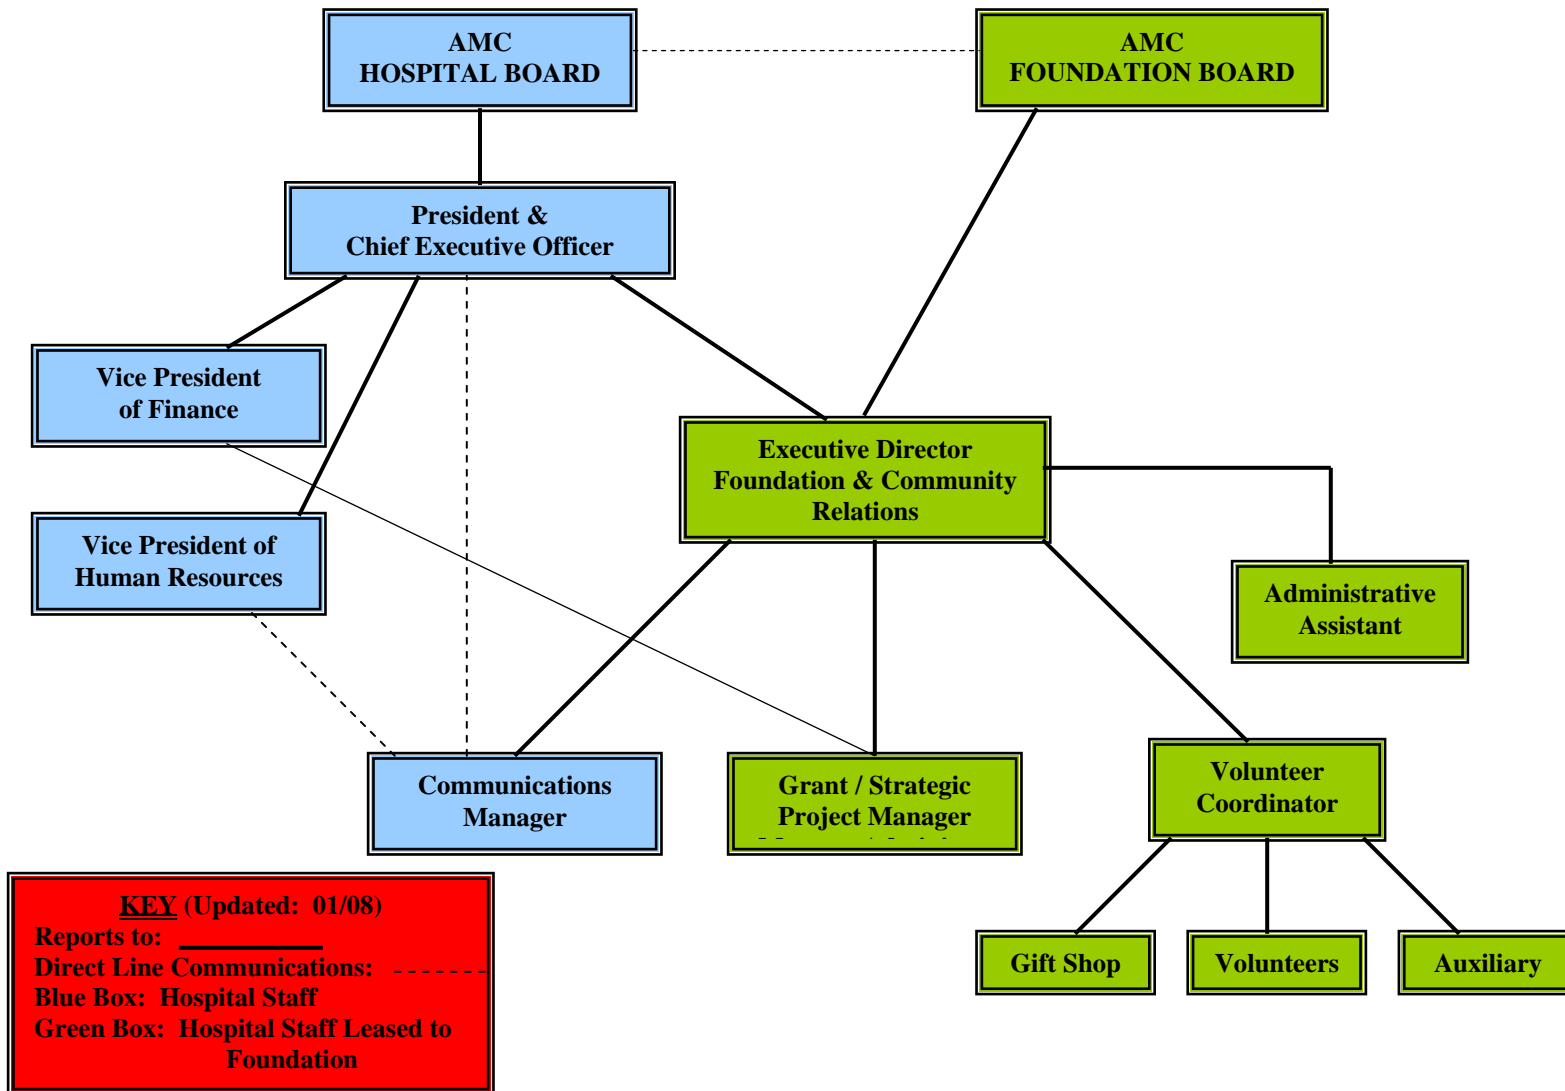 AMC
HOSPITAL BOARD
AMC
FOUNDATION BOARD
President &
Chief Executive Officer
Vice President
of Finance
Executive Director
Foundation & Community
Relations
Vice President of
Human Resources
Administrative
Assistant
Communications
Manager
Grant / Strategic
Project Manager
Volunteer
Coordinator
Gift Shop
Volunteers
Auxiliary
KEY (Updated:  01/08)
Reports to:
Direct Line Communications:
Blue Box:  Hospital Staff
Green Box:  Hospital Staff Leased to
Foundation